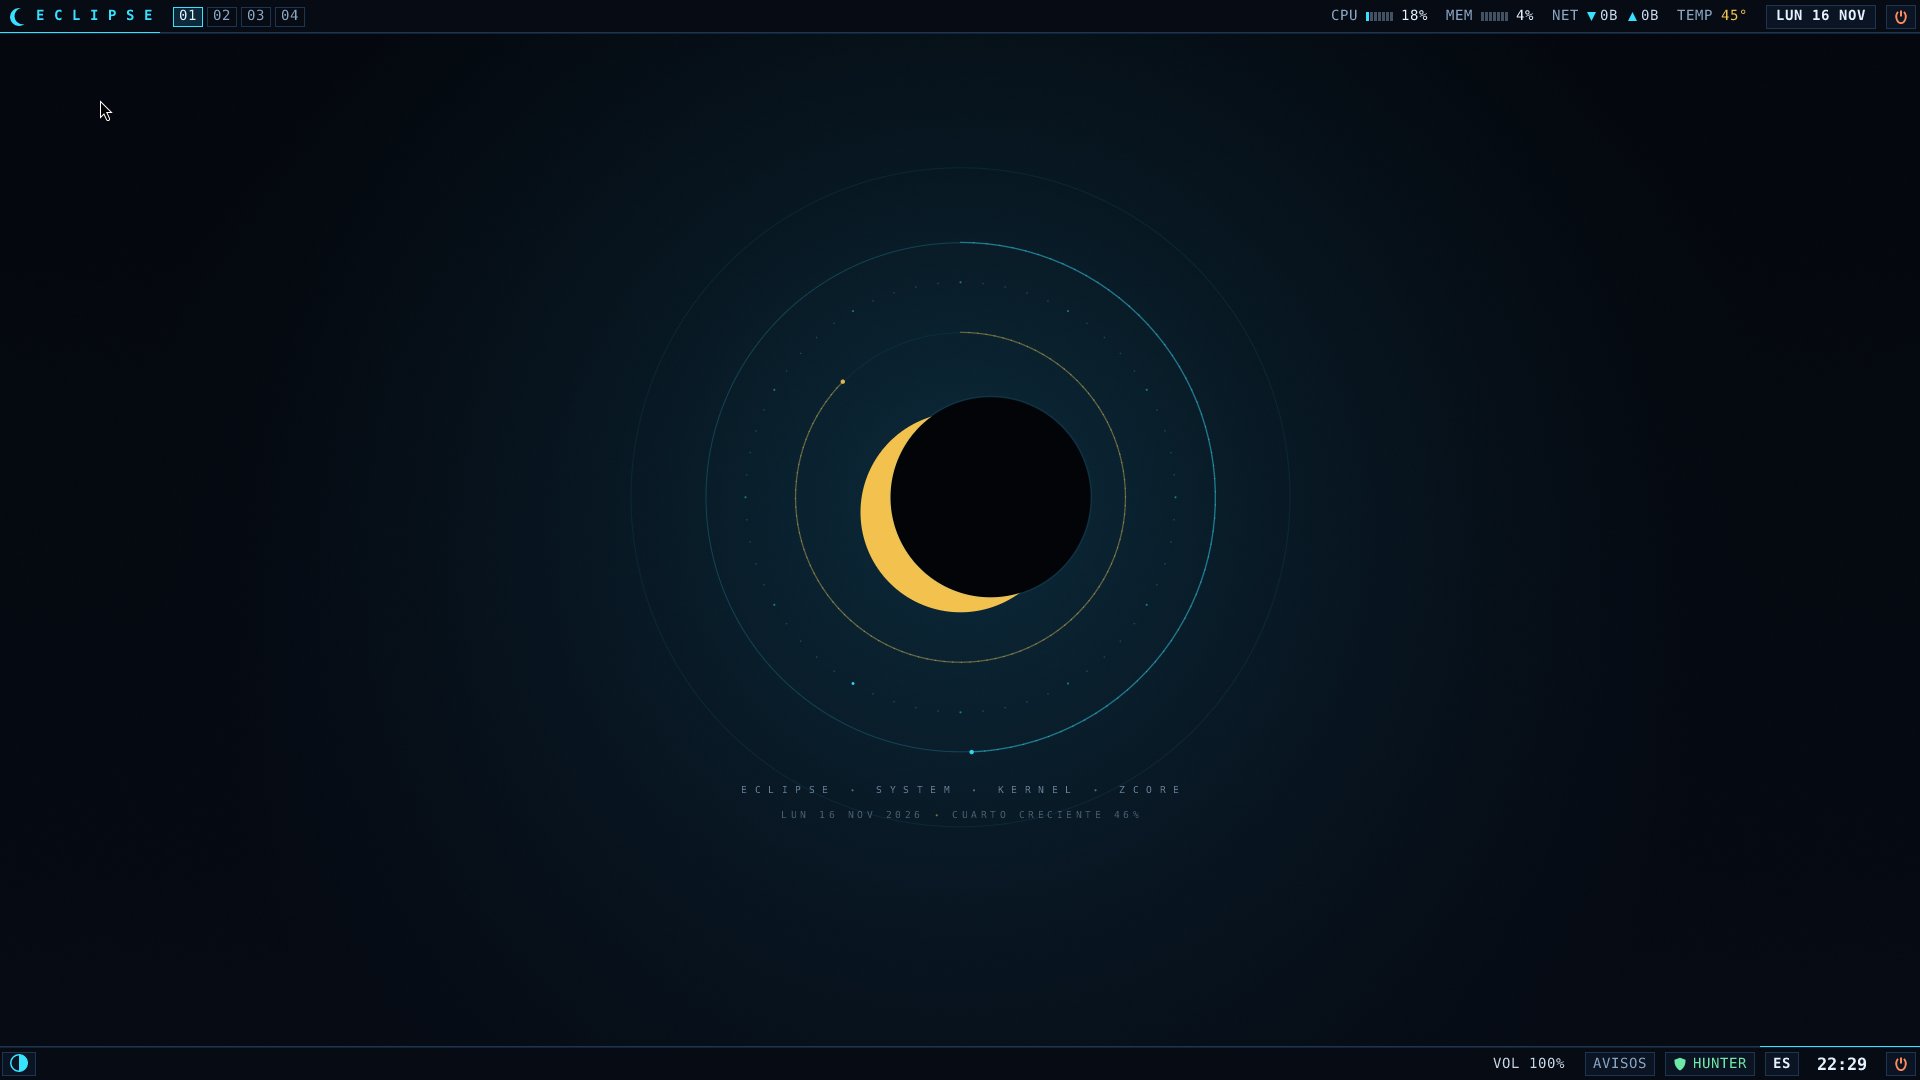 ECLIPSE 01 02 03 04 CPU 18% MEM 4% NET ▼0B ▲0B TEMP 45° LUN 16 NOV
ECLIPSE • SYSTEM • KERNEL • ZCORE
LUN 16 NOV 2026 • CUARTO CRECIENTE 46%
VOL 100% AVISOS HUNTER ES 22:29